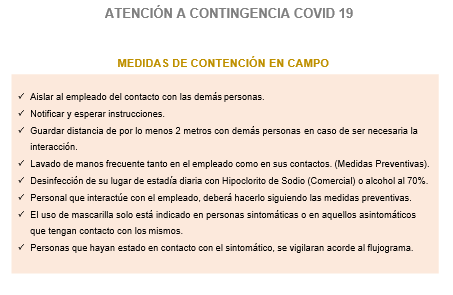 ATENCIÓN A CONTINGENCIA COVID 19
MEDIDAS DE CONTENCIÓN EN CAMPO
✓ Aislar al empleado del contacto con las demás personas.
✓ Notificar y esperar instrucciones.
✓ Guardar distancia de por lo menos 2 metros con demás personas en caso de ser necesaria la
interacción.
✓ Lavado de manos frecuente tanto en el empleado como en sus contactos. (Medidas Preventivas).
✓ Desinfección de su lugar de estadía diaria con Hipoclorito de Sodio (Comercial) o alcohol al 70%.
✓ Personal que interactúe con el empleado, deberá hacerlo siguiendo las medidas preventivas.
✓ El uso de mascarilla solo está indicado en personas sintomáticas o en aquellos asintomáticos
que tengan contacto con los mismos.
✓ Personas que hayan estado en contacto con el sintomático, se vigilaran acorde al flujograma.